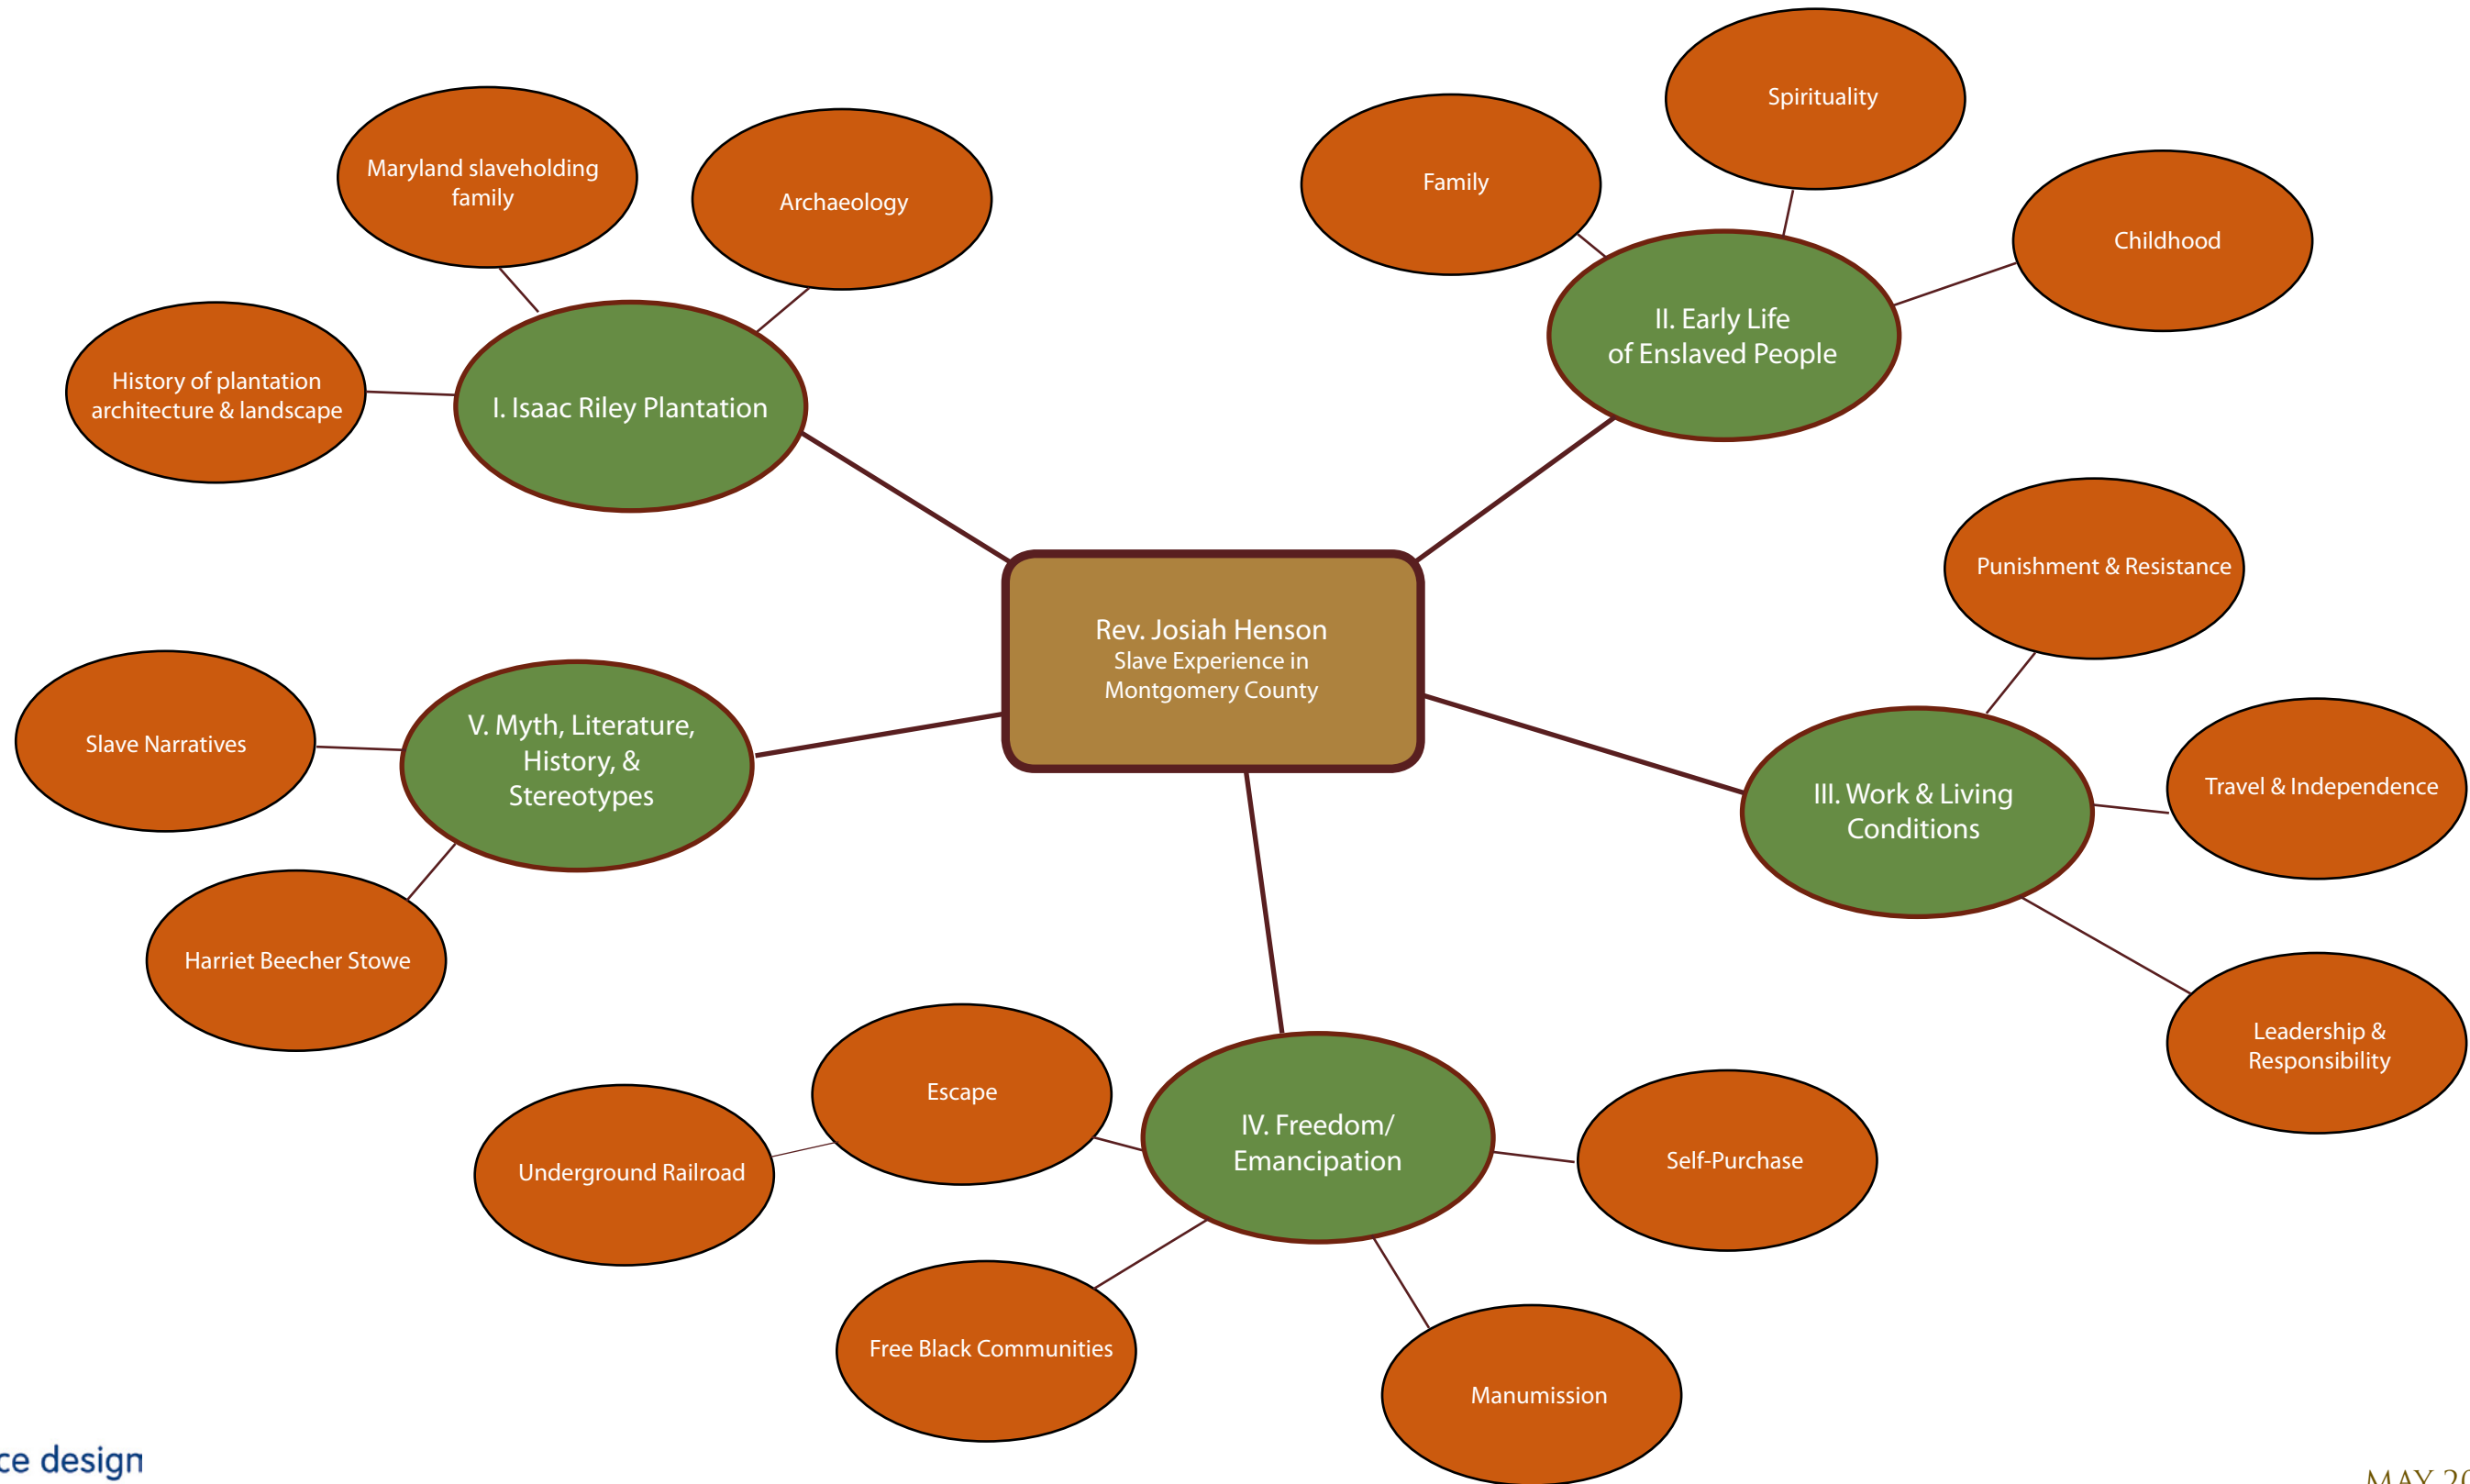 Spirituality
Family
Childhood
Maryland slaveholding
family
Archaeology
II. Early Life
of Enslaved People
History of plantation
architecture & landscape
I. Isaac Riley Plantation
Punishment & Resistance
Rev. Josiah Henson
Slave Experience in
Montgomery County
Slave Narratives
V. Myth, Literature,
History, &
Stereotypes
III. Work & Living
Conditions
Travel & Independence
Harriet Beecher Stowe
Leadership &
Responsibility
Escape
Underground Railroad
IV. Freedom/
Emancipation
Self-Purchase
Free Black Communities
Manumission
ce design
MAY 20